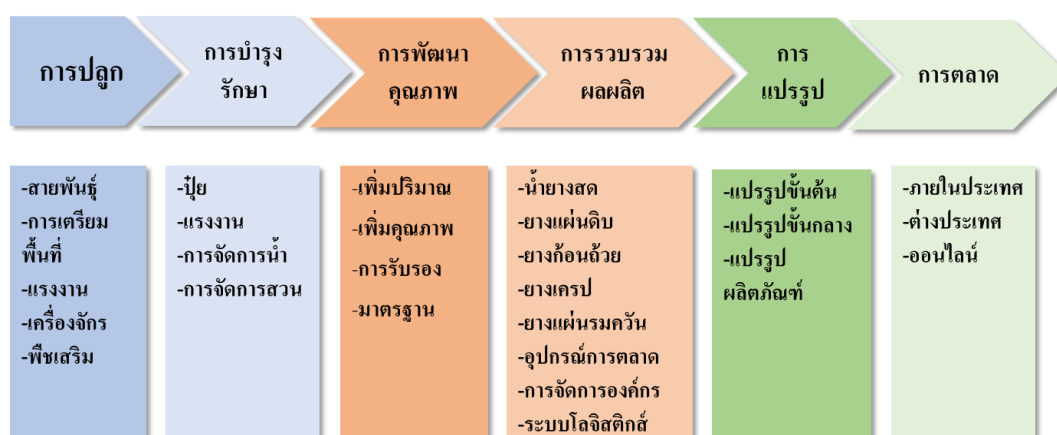 การปลูก
การบำรุง
รักษา
การพัฒนา
คุณภาพ
การรวบรวม
ผลผลิต
การ
แปรรูป
การตลาด
-สายพันธุ์
-การเตรียม
พื้นที่
-แรงงาน
-เครื่องจักร
-พืชเสริม
-ปุ๋ย
-แรงงาน
-การจัดการน้ำ
-การจัดการสวน
-เพิ่มปริมาณ
-เพิ่มคุณภาพ
-การรับรอง
-มาตรฐาน
-น้ำยางสด
-ยางแผ่นดิบ
-ยางก้อนถ้วย
-ยางเครป
-ยางแผ่นรมควัน
-อุปกรณ์การตลาด
-การจัดการองค์กร
-ระบบโลจิสติกส์
-แปรรูปขั้นต้น
-แปรรูปขั้นกลาง
-แปรรูป
ผลิตภัณฑ์
-ภายในประเทศ
-ต่างประเทศ
-ออนไลน์